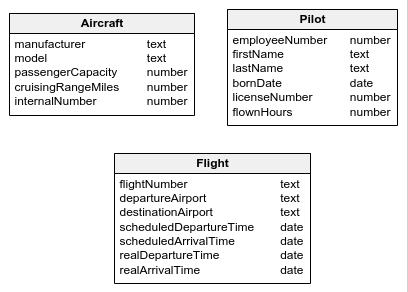 Aircraft
manufacturer text
model text
passengerCapacity number
cruisingRangeMiles number
internalNumber number
Pilot
employeeNumber number
firstName text
lastName text
bornDate date
licenseNumber number
flownHours number
Flight
flightNumber text
departureAirport text
destinationAirport text
scheduledDepartureTime date
scheduledArrivalTime date
realDepartureTime date
realArrivalTime date